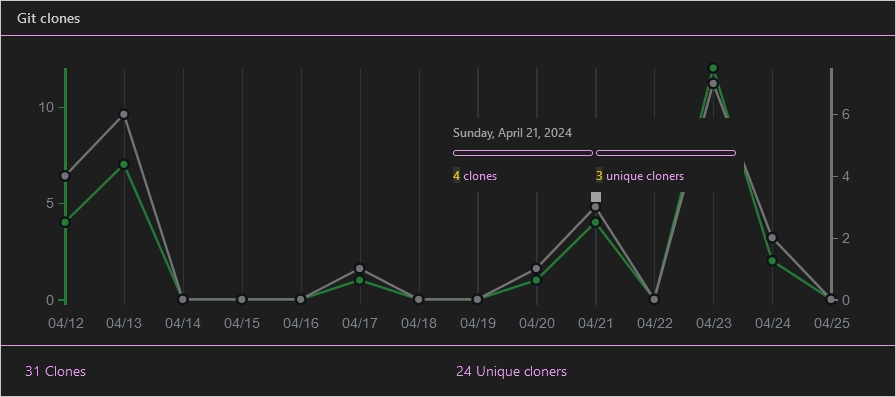 Git clones
10
5
0
6
4
2
0
Sunday, April 21, 2024
4 clones 3 unique cloners
04/12 04/13 04/14 04/15 04/16 04/17 04/18 04/19 04/20 04/21 04/22 04/23 04/24 04/25
31 Clones 24 Unique cloners